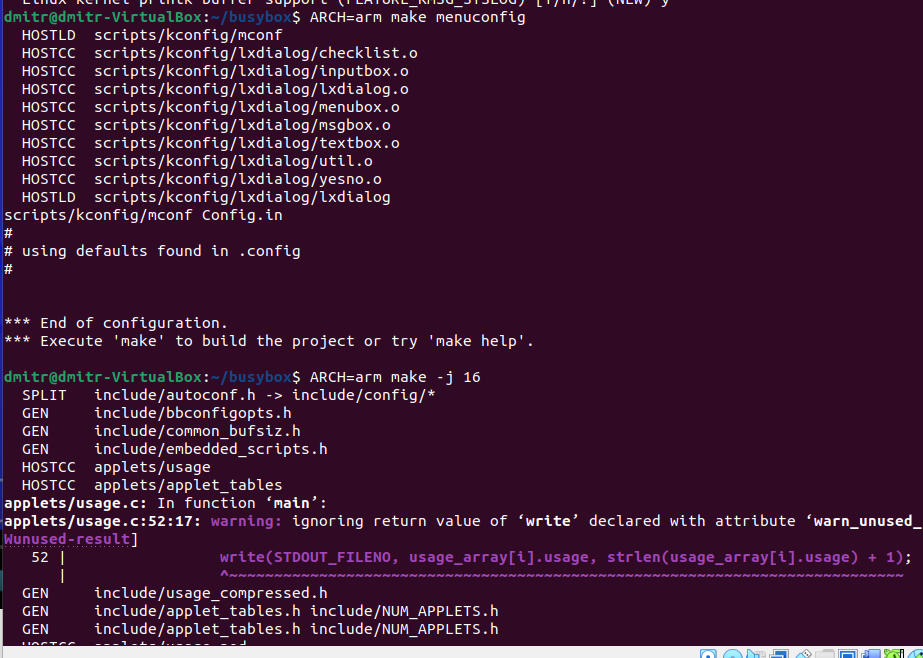 Linux kernel printk buffer support (FEATURE_KMSG_SYSLOG) [Y/n/?] (NEW) y
dmitr@dmitr-VirtualBox:~/busybox$ ARCH=arm make menuconfig
  HOSTLD  scripts/kconfig/mconf
  HOSTCC  scripts/kconfig/lxdialog/checklist.o
  HOSTCC  scripts/kconfig/lxdialog/inputbox.o
  HOSTCC  scripts/kconfig/lxdialog/lxdialog.o
  HOSTCC  scripts/kconfig/lxdialog/menubox.o
  HOSTCC  scripts/kconfig/lxdialog/msgbox.o
  HOSTCC  scripts/kconfig/lxdialog/textbox.o
  HOSTCC  scripts/kconfig/lxdialog/util.o
  HOSTCC  scripts/kconfig/lxdialog/yesno.o
  HOSTLD  scripts/kconfig/lxdialog/lxdialog
scripts/kconfig/mconf Config.in
#
# using defaults found in .config
#
*** End of configuration.
*** Execute 'make' to build the project or try 'make help'.
dmitr@dmitr-VirtualBox:~/busybox$ ARCH=arm make -j 16
  SPLIT   include/autoconf.h -> include/config/*
  GEN     include/bbconfigopts.h
  GEN     include/common_bufsiz.h
  GEN     include/embedded_scripts.h
  HOSTCC  applets/usage
  HOSTCC  applets/applet_tables
applets/usage.c: In function ‘main’:
applets/usage.c:52:17: warning: ignoring return value of ‘write’ declared with attribute ‘warn_unused_
Wunused-result]
   52 |                 write(STDOUT_FILENO, usage_array[i].usage, strlen(usage_array[i].usage) + 1);
      |                 ^~~~~~~~~~~~~~~~~~~~~~~~~~~~~~~~~~~~~~~~~~~~~~~~~~~~~~~~~~~~~~~~~~~~~~~~~~~~
  GEN     include/usage_compressed.h
  GEN     include/applet_tables.h include/NUM_APPLETS.h
  GEN     include/applet_tables.h include/NUM_APPLETS.h
  HOSTCC  applets/usage_pod